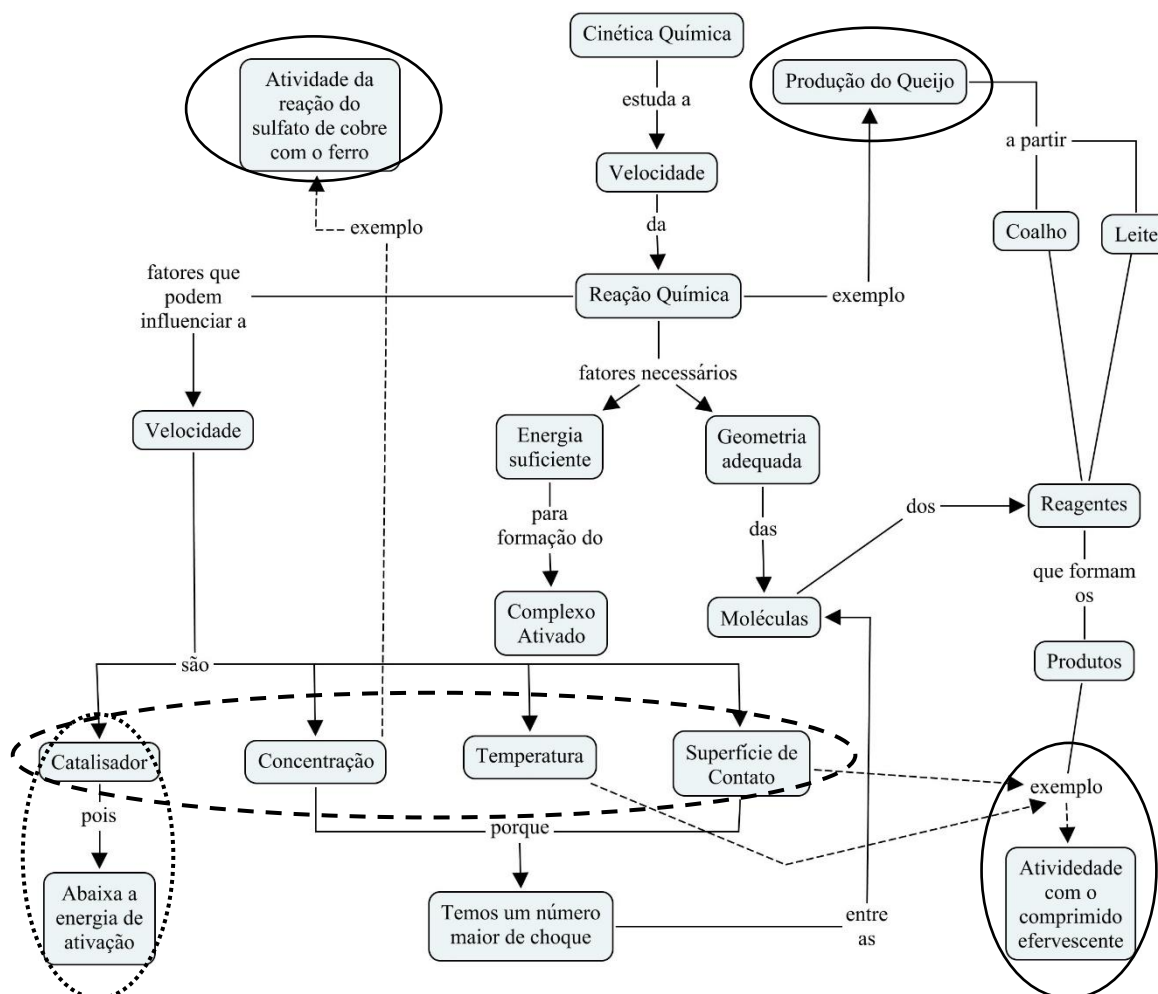 Cinética Química
Atividade da
reação do
sulfato de cobre
com o ferro
Produção do Queijo
estuda a
a partir
Velocidade
exemplo
da
Coalho
Leite
fatores que
podem
influenciar a
Reação Química
exemplo
fatores necessários
Velocidade
Energia
suficiente
Geometria
adequada
dos
Reagentes
para
formação do
das
que formam
os
Complexo
Ativado
Moléculas
são
Produtos
Catalisador
Concentração
Temperatura
Superfície de
Contato
exemplo
pois
porque
Abaixa a
energia de
ativação
Temos um número
maior de choque
entre
as
Ativiedade
com o
comprimido
efervescente